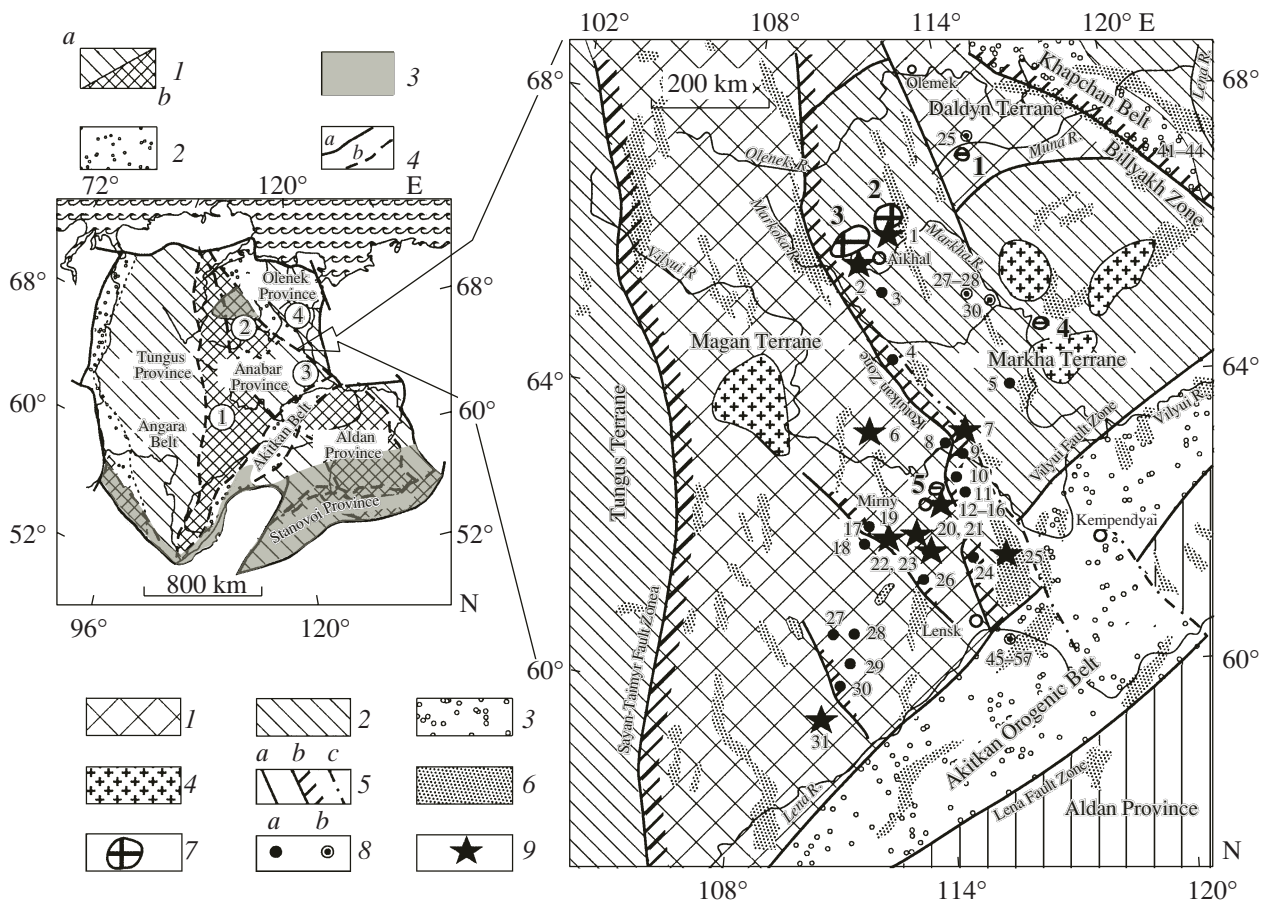 a
1
b
3
2
a
b
4
72°
120°
E
68°
60°
52°
68°
60°
52°
Olenek
Province
4
2
Tungus
Province
Anabar
Province
3
1
Angara
Belt
Akitkan Belt
Aldan
Province
Stanovoj Province
800 km
N
96°
120°
1
2
3
4
a b c
5
6
7
a b
8
9
102°
108°
114°
120° E
68°
64°
60°
68°
64°
60°
200 km
Olemek
Khapchan Belt
Lena R.
Daldyn Terrane
25
1
Muna R.
41–44
Billyakh Zone
Olenek R.
2
3
Markoka R.
1
Markha R.
Aikhal
Vilyui R
2
3
27–28
30
4
Magan Terrane
4
Markha Terrane
5
Kotuikan Zone
Vilyui R.
Vilyui Fault Zone
Tungus Terrane
6
7
8
9
5
10
11
Mirny
12–16
Kempendyai
17
19
18
20, 21
22, 23
25
24
26
Lensk
27
28
45–57
29
30
31
Sayan-Taimyr Fault Zonea
Akitkan Orogenic Belt
Lena R.
Lena Fault Zone
Aldan Province
N
108°
114°
120°